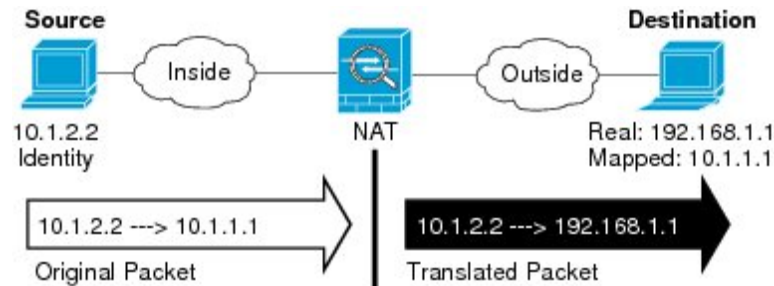 Source
Destination
Inside
Outside
10.1.2.2
Identity
NAT
Real: 192.168.1.1
Mapped: 10.1.1.1
10.1.2.2 ---> 10.1.1.1
10.1.2.2 ---> 192.168.1.1
Original Packet
Translated Packet